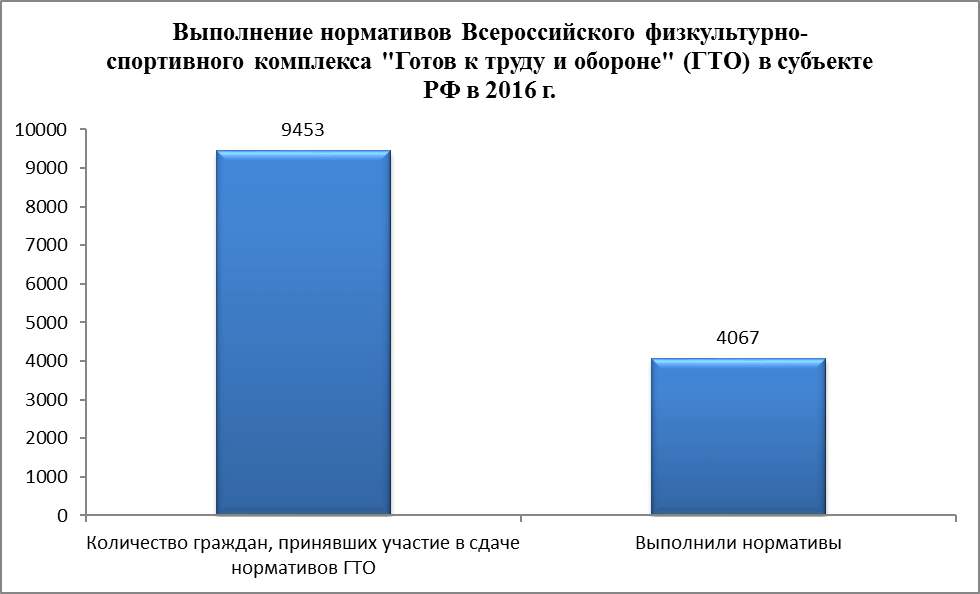 Выполнение нормативов Всероссийского физкультурно-
спортивного комплекса "Готов к труду и обороне" (ГТО) в субъекте
РФ в 2016 г.
10000
9000
8000
7000
6000
5000
4000
3000
2000
1000
0
9453
4067
Количество граждан, принявших участие в сдаче
нормативов ГТО
Выполнили нормативы